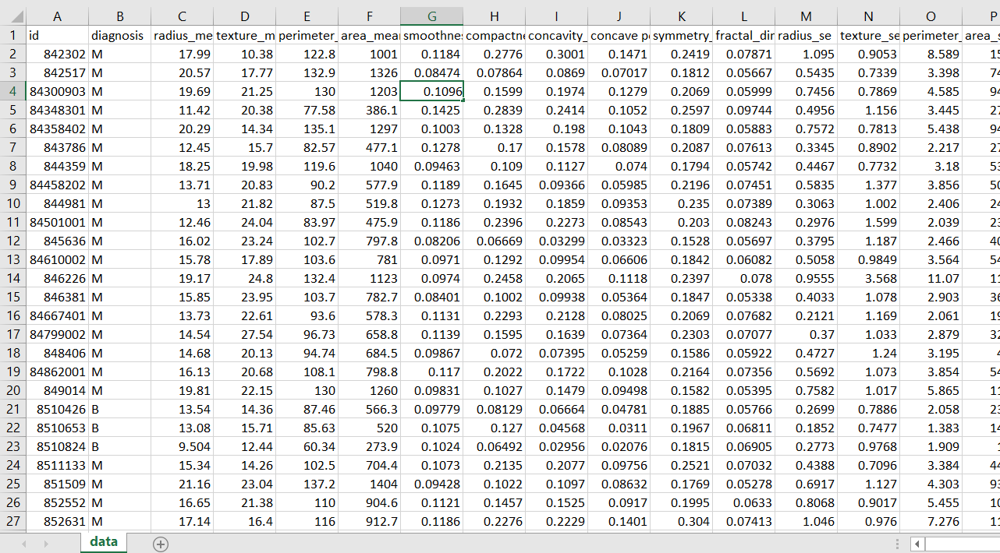 A B C D E F G H I J K L M N O P
1 id diagnosis radius_me texture_m perimeter_ area_mea smoothnes compactne concavity_ concave po symmetry_ fractal_dir radius_se texture_se perimeter_ area_s
2 842302 M 17.99 10.38 122.8 1001 0.1184 0.2776 0.3001 0.1471 0.2419 0.07871 1.095 0.9053 8.589 15
3 842517 M 20.57 17.77 132.9 1326 0.08474 0.07864 0.0869 0.07017 0.1812 0.05667 0.5435 0.7339 3.398 74
4 84300903 M 19.69 21.25 130 1203 0.1096 0.1599 0.1974 0.1279 0.2069 0.05999 0.7456 0.7869 4.585 94
5 84348301 M 11.42 20.38 77.58 386.1 0.1425 0.2839 0.2414 0.1052 0.2597 0.09744 0.4956 1.156 3.445 27
6 84358402 M 20.29 14.34 135.1 1297 0.1003 0.1328 0.198 0.1043 0.1809 0.05883 0.7572 0.7813 5.438 94
7 843786 M 12.45 15.7 82.57 477.1 0.1278 0.17 0.1578 0.08089 0.2087 0.07613 0.3345 0.8902 2.217 27
8 844359 M 18.25 19.98 119.6 1040 0.09463 0.109 0.1127 0.074 0.1794 0.05742 0.4467 0.7732 3.18 53
9 84458202 M 13.71 20.83 90.2 577.9 0.1189 0.1645 0.09366 0.05985 0.2196 0.07451 0.5835 1.377 3.856 50
10 844981 M 13 21.82 87.5 519.8 0.1273 0.1932 0.1859 0.09353 0.235 0.07389 0.3063 1.002 2.406 24
11 84501001 M 12.46 24.04 83.97 475.9 0.1186 0.2396 0.2273 0.08543 0.203 0.08243 0.2976 1.599 2.039 23
12 845636 M 16.02 23.24 102.7 797.8 0.08206 0.06669 0.03299 0.03323 0.1528 0.05697 0.3795 1.187 2.466 40
13 84610002 M 15.78 17.89 103.6 781 0.0971 0.1292 0.09954 0.06606 0.1842 0.06082 0.5058 0.9849 3.564 54
14 846226 M 19.17 24.8 132.4 1123 0.0974 0.2458 0.2065 0.1118 0.2397 0.078 0.9555 3.568 11.07 11
15 846381 M 15.85 23.95 103.7 782.7 0.08401 0.1002 0.09938 0.05364 0.1847 0.05338 0.4033 1.078 2.903 36
16 84667401 M 13.73 22.61 93.6 578.3 0.1131 0.2293 0.2128 0.08025 0.2069 0.07682 0.2121 1.169 2.061 19
17 84799002 M 14.54 27.54 96.73 658.8 0.1139 0.1595 0.1639 0.07364 0.2303 0.07077 0.37 1.033 2.879 32
18 848406 M 14.68 20.13 94.74 684.5 0.09867 0.072 0.07395 0.05259 0.1586 0.05922 0.4727 1.24 3.195 4
19 84862001 M 16.13 20.68 108.1 798.8 0.117 0.2022 0.1722 0.1028 0.2164 0.07356 0.5692 1.073 3.854 54
20 849014 M 19.81 22.15 130 1260 0.09831 0.1027 0.1479 0.09498 0.1582 0.05395 0.7582 1.017 5.865 11
21 8510426 B 13.54 14.36 87.46 566.3 0.09779 0.08129 0.06664 0.04781 0.1885 0.05766 0.2699 0.7886 2.058 23
22 8510653 B 13.08 15.71 85.63 520 0.1075 0.127 0.04568 0.0311 0.1967 0.06811 0.1852 0.7477 1.383 14
23 8510824 B 9.504 12.44 60.34 273.9 0.1024 0.06492 0.02956 0.02076 0.1815 0.06905 0.2773 0.9768 1.909 1
24 8511133 M 15.34 14.26 102.5 704.4 0.1073 0.2135 0.2077 0.09756 0.2521 0.07032 0.4388 0.7096 3.384 44
25 851509 M 21.16 23.04 137.2 1404 0.09428 0.1022 0.1097 0.08632 0.1769 0.05278 0.6917 1.127 4.303 93
26 852552 M 16.65 21.38 110 904.6 0.1121 0.1457 0.1525 0.0917 0.1995 0.0633 0.8068 0.9017 5.455 10
27 852631 M 17.14 16.4 116 912.7 0.1186 0.2276 0.2229 0.1401 0.304 0.07413 1.046 0.976 7.276 11
data